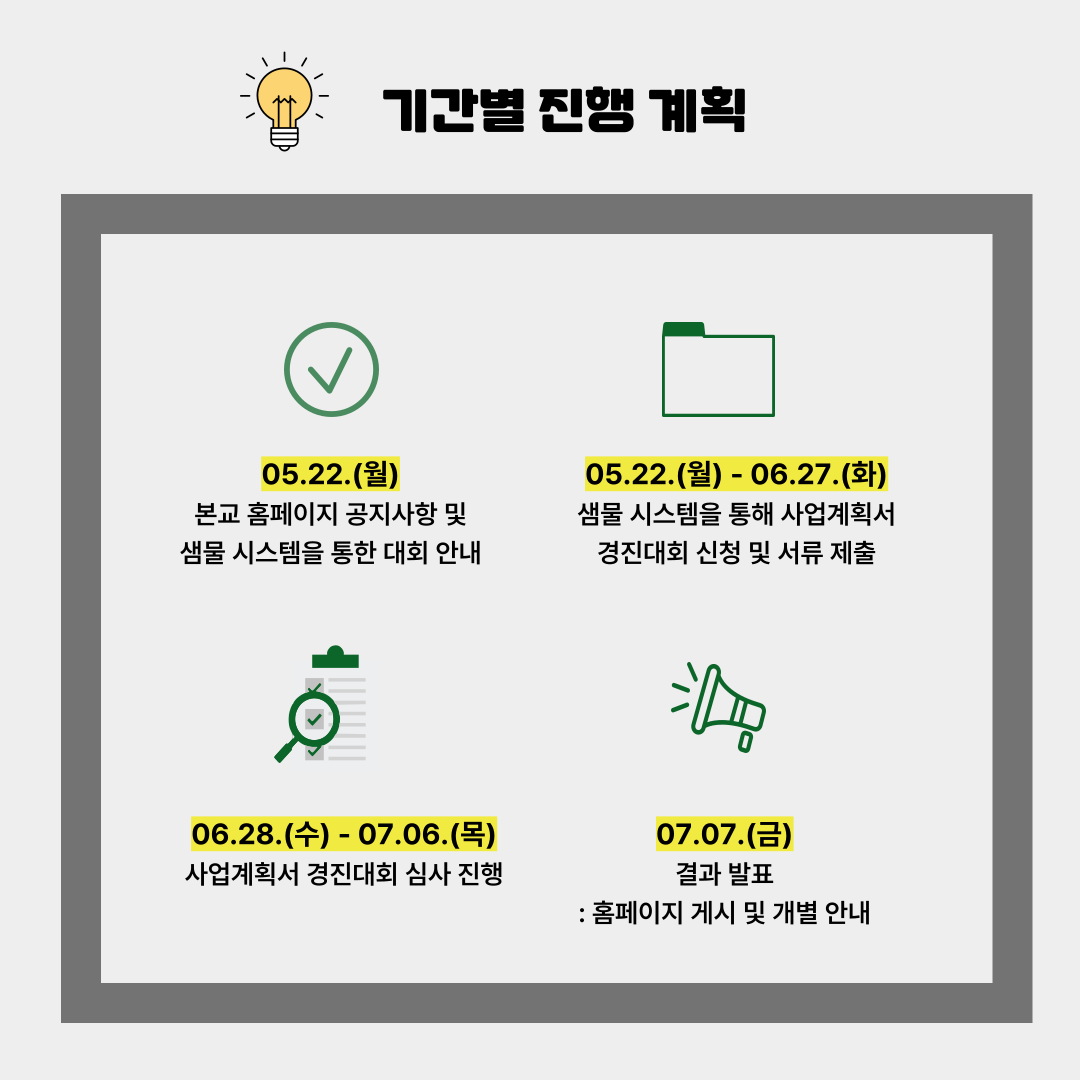 기간별 진행 계획
05.22.(월)
본교 홈페이지 공지사항 및
샘물 시스템을 통한 대회 안내
05.22.(월) - 06.27.(화)
샘물 시스템을 통해 사업계획서
경진대회 신청 및 서류 제출
06.28.(수) - 07.06.(목)
사업계획서 경진대회 심사 진행
07.07.(금)
결과 발표
: 홈페이지 게시 및 개별 안내